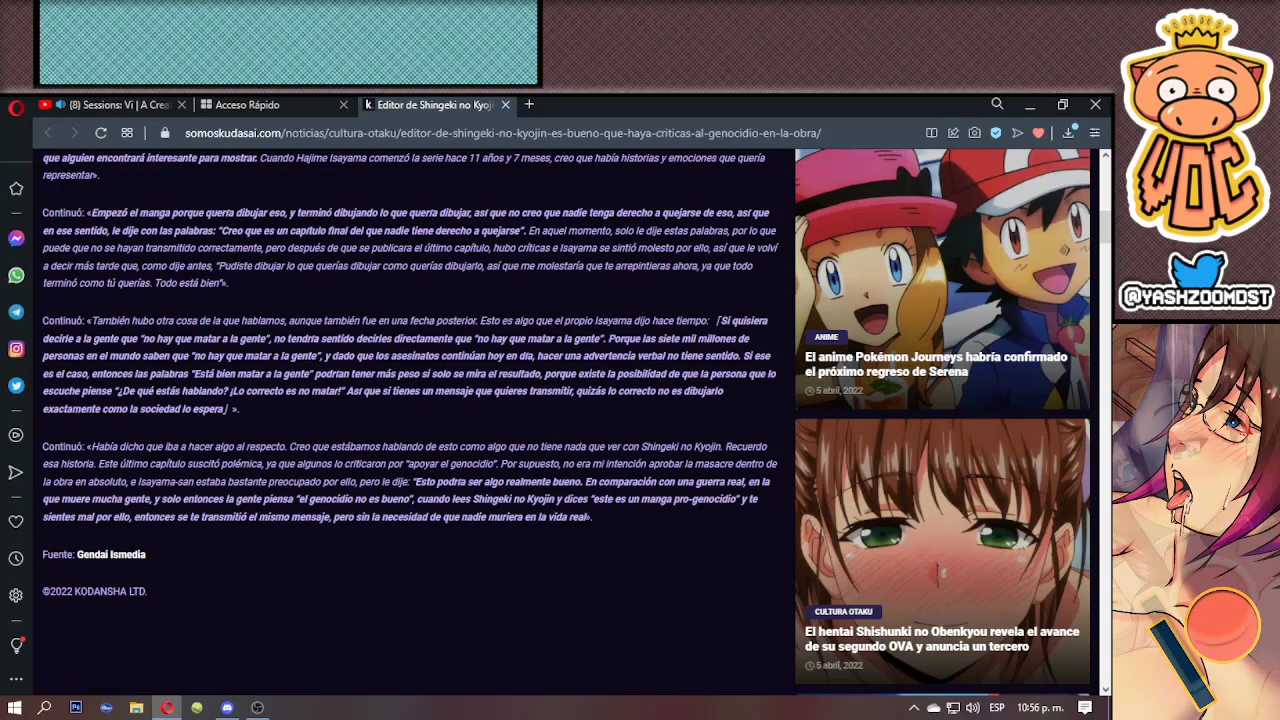 (8) Sessions: Vi | A Crea
Acceso Rápido
Editor de Shingeki no Kyoji
somoskudasai.com/noticias/cultura-otaku/editor-de-shingeki-no-kyojin-es-bueno-que-haya-criticas-al-genocidio-en-la-obra/
que alguien encontrará interesante para mostrar. Cuando Hajime Isayama comenzó la serie hace 11 años y 7 meses, creo que había historias y emociones que quería
representar».
Continuó: «Empezó el manga porque quería dibujar eso, y terminó dibujando lo que quería dibujar, así que no creo que nadie tenga derecho a quejarse de eso, así que
en ese sentido, le dije con las palabras: "Creo que es un capítulo final del que nadie tiene derecho a quejarse". En aquel momento, solo le dije estas palabras, por lo que
puede que no se hayan transmitido correctamente, pero después de que se publicara el último capítulo, hubo críticas e Isayama se sintió molesto por ello, así que le volví
a decir más tarde que, como dije antes, "Pudiste dibujar lo que querías dibujar como querías dibujarlo, así que me molestaría que te arrepintieras ahora, ya que todo
terminó como tú querías. Todo está bien"».
Continuó: «También hubo otra cosa de la que hablamos, aunque también fue en una fecha posterior. Esto es algo que el propio Isayama dijo hace tiempo: 「Si quisiera
decirle a la gente que "no hay que matar a la gente", no tendría sentido decirles directamente que "no hay que matar a la gente". Porque las siete mil millones de
personas en el mundo saben que "no hay que matar a la gente", y dado que los asesinatos continúan hoy en día, hacer una advertencia verbal no tiene sentido. Si ese
es el caso, entonces las palabras "Está bien matar a la gente" podrían tener más peso si solo se mira el resultado, porque existe la posibilidad de que la persona que lo
escuche piense "¿De qué estás hablando? ¡Lo correcto es no matar!" Así que si tienes un mensaje que quieres transmitir, quizás lo correcto no es dibujarlo
exactamente como la sociedad lo espera」».
Continuó: «Había dicho que iba a hacer algo al respecto. Creo que estábamos hablando de esto como algo que no tiene nada que ver con Shingeki no Kyojin. Recuerdo
esa historia. Este último capítulo suscitó polémica, ya que algunos lo criticaron por "apoyar el genocidio". Por supuesto, no era mi intención aprobar la masacre dentro de
la obra en absoluto, e Isayama-san estaba bastante preocupado por ello, pero le dije: "Esto podría ser algo realmente bueno. En comparación con una guerra real, en la
que muere mucha gente, y solo entonces la gente piensa "el genocidio no es bueno", cuando lees Shingeki no Kyojin y dices "este es un manga pro-genocidio" y te
sientes mal por ello, entonces se te transmitió el mismo mensaje, pero sin la necesidad de que nadie muriera en la vida real».
Fuente: Gendai Ismedia
©2022 KODANSHA LTD.
ANIME
El anime Pokémon Journeys habría confirmado
el próximo regreso de Serena
5 abril, 2022
CULTURA OTAKU
El hentai Shishunki no Obenkyou revela el avance
de su segundo OVA y anuncia un tercero
5 abril, 2022
WOC
@YASHZOOMDST
ESP
10:56 p. m.